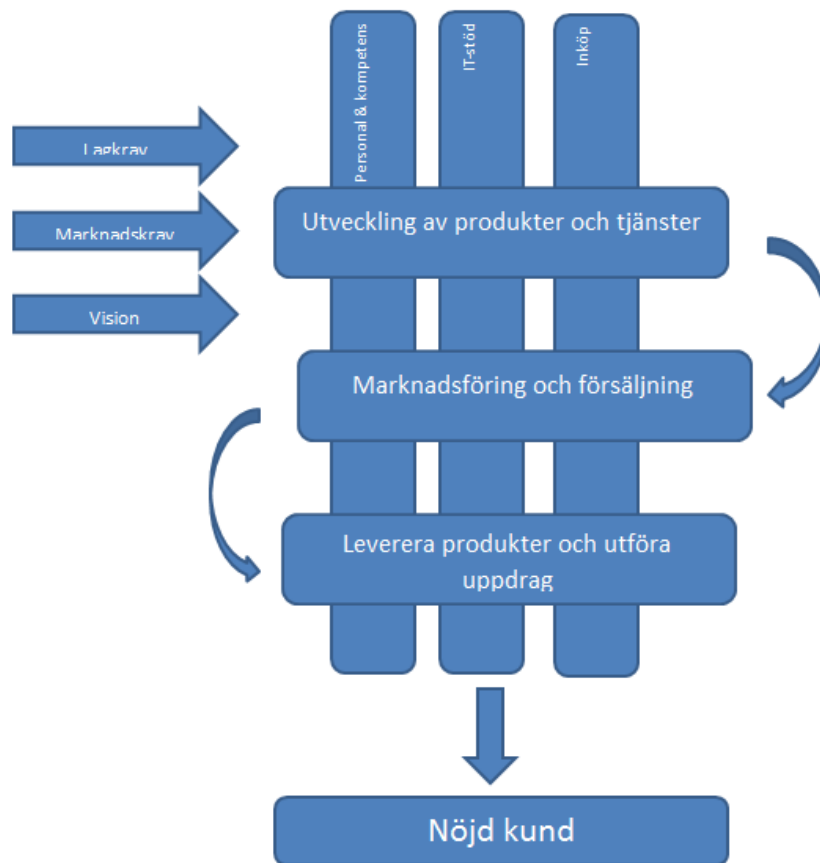 Personal & kompetens
IT-stöd
Inköp
Lagkrav
Marknadskrav
Vision
Utveckling av produkter och tjänster
Marknadsföring och försäljning
Leverera produkter och utföra
uppdrag
Nöjd kund